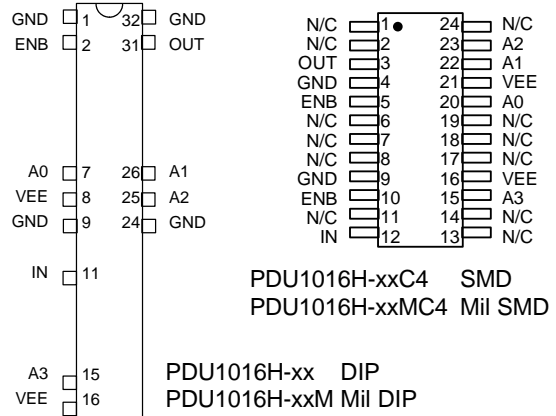 GND 1 32 GND
ENB 2 31 OUT
A0 7 26 A1
VEE 8 25 A2
GND 9 24 GND
IN 11
A3 15
VEE 16
N/C 1 24 N/C
N/C 2 23 A2
OUT 3 22 A1
GND 4 21 VEE
ENB 5 20 A0
N/C 6 19 N/C
N/C 7 18 N/C
N/C 8 17 N/C
GND 9 16 VEE
ENB 10 15 A3
N/C 11 14 N/C
IN 12 13 N/C
PDU1016H-xxC4 SMD
PDU1016H-xxMC4 Mil SMD
PDU1016H-xx DIP
PDU1016H-xxM Mil DIP